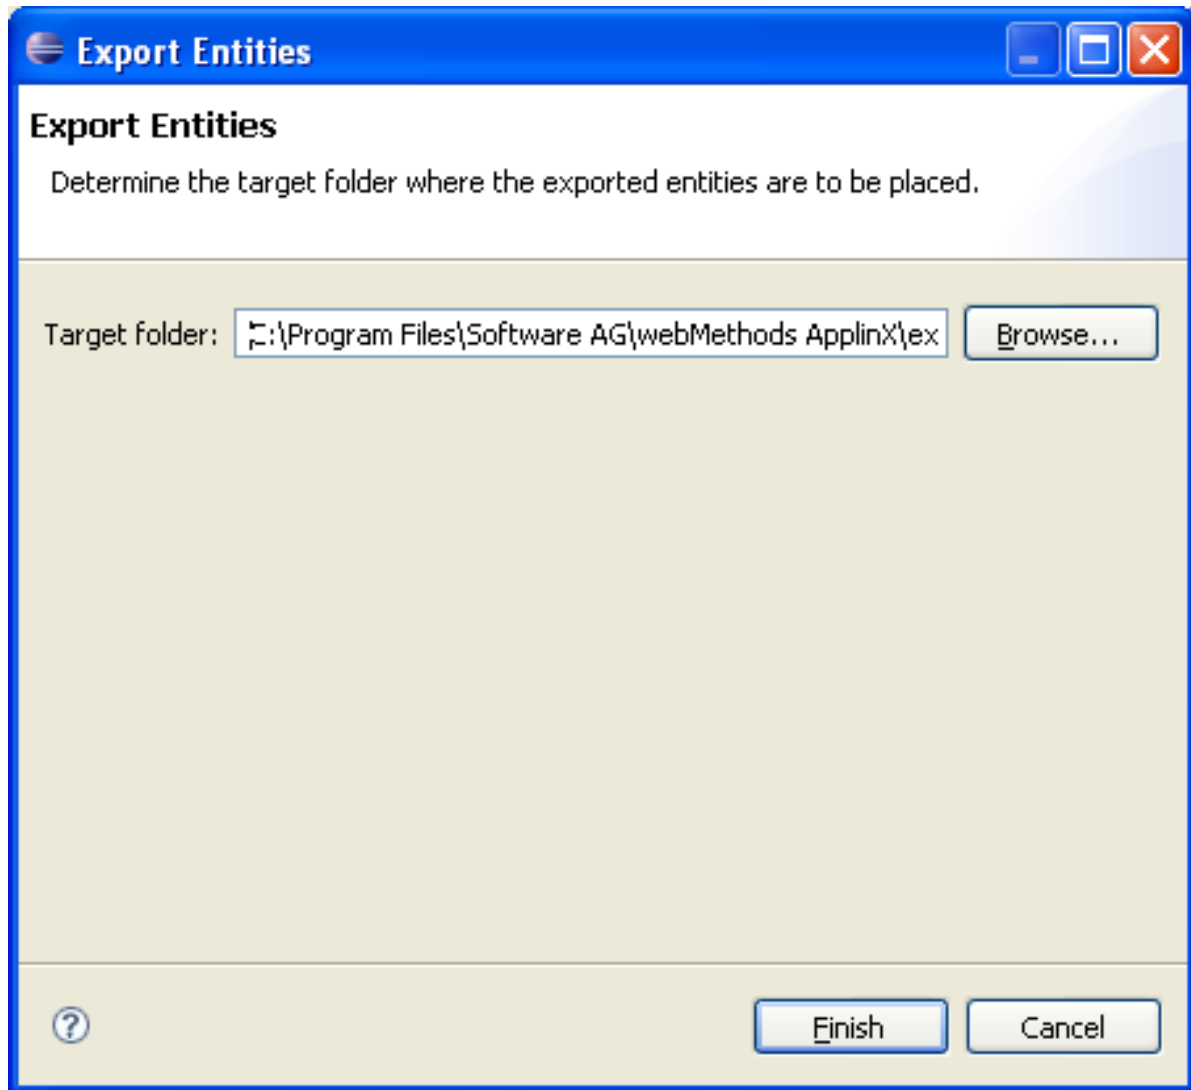 Export Entities
Export Entities
Determine the target folder where the exported entities are to be placed.
Target folder: C:\Program Files\Software AG\webMethods ApplinX\ex Browse...
Finish Cancel